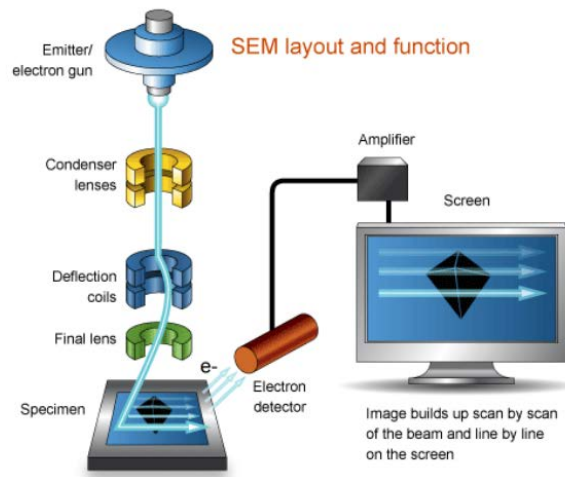 SEM layout and function
Emitter/
electron gun
Condenser
lenses
Deflection
coils
Final lens
Specimen
e-
Electron
detector
Amplifier
Screen
Image builds up scan by scan
of the beam and line by line
on the screen